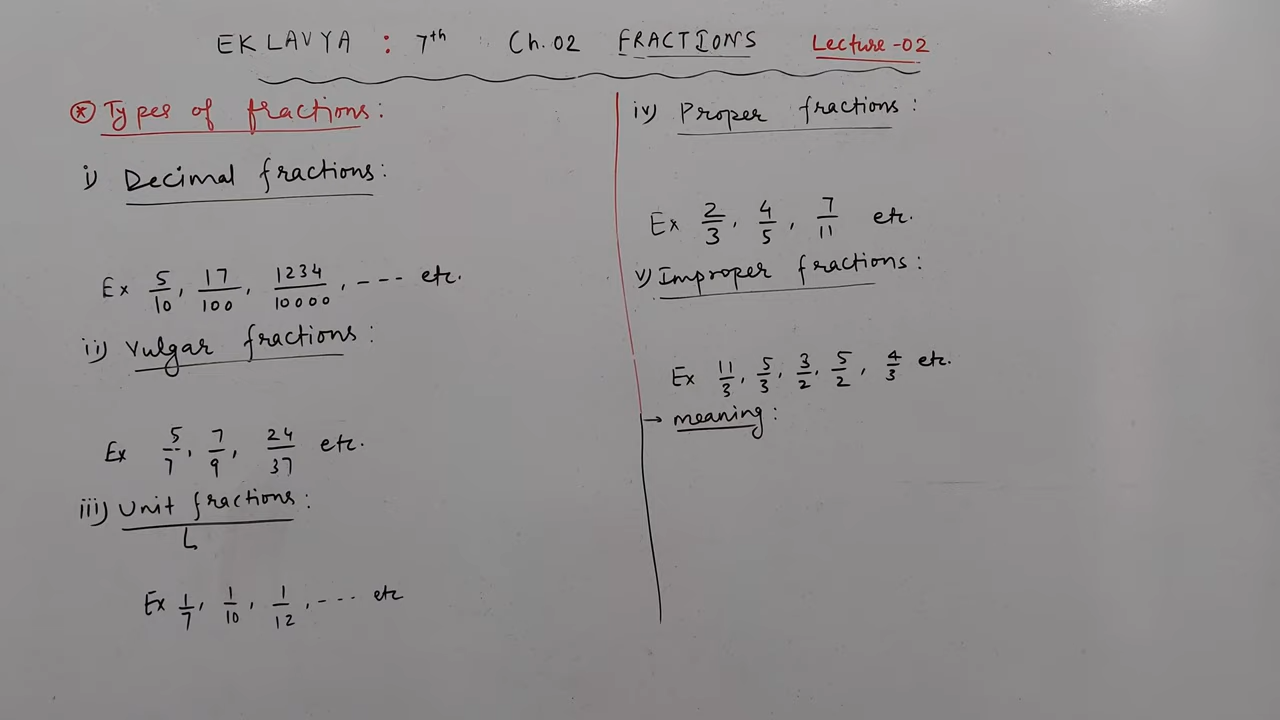 EKLAVYA : 7th Ch. 02 FRACTIONS Lecture-02
* Types of fractions:
i) Decimal fractions:
Ex 5/10, 17/100, 1234/10000, ---- etc.
ii) Vulgar fractions:
Ex 5/7, 7/9, 24/37 etc.
iii) Unit fractions:
Ex 1/7, 1/10, 1/12, ---- etc
iv) Proper fractions:
Ex 2/3, 4/5, 7/11 etc.
v) Improper fractions:
Ex 11/3, 5/3, 3/2, 5/2, 4/3 etc.
→ meaning: